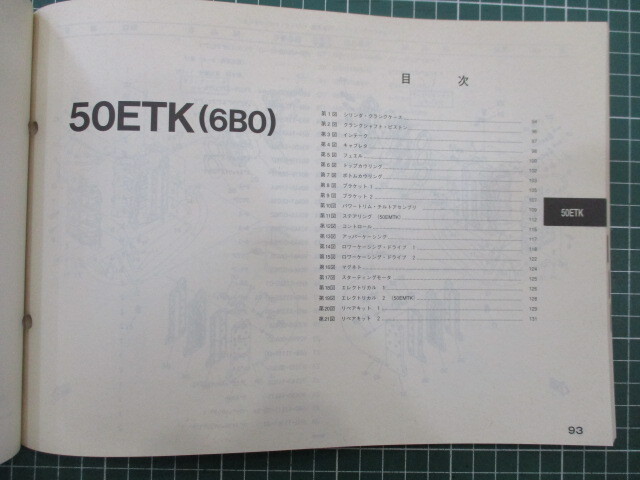 目 次
50ETK(6B0)
第1図 シリンダ・クランクケース
第2図 クランクシャフト・ピストン
第3図 インテーク
第4図 キャブレタ
第5図 フュエル
第6図 トップカウリング
第7図 ボトムカウリング
第8図 ブラケット 1
第9図 ブラケット 2
第10図 パワートリム・チルトアセンブリ
第11図 ステアリング (50EMTK)
第12図 コントロール
第13図 アッパーケーシング
第14図 ロワーケーシング・ドライブ 1
第15図 ロワーケーシング・ドライブ 2
第16図 マグネト 124
第17図 スターティングモータ 125
第18図 エレクトリカル 1 126
第19図 エレクトリカル 2 (50EMTK) 128
第20図 リペアキット 1
第21図 リペアキット 2 131
50ETK
93